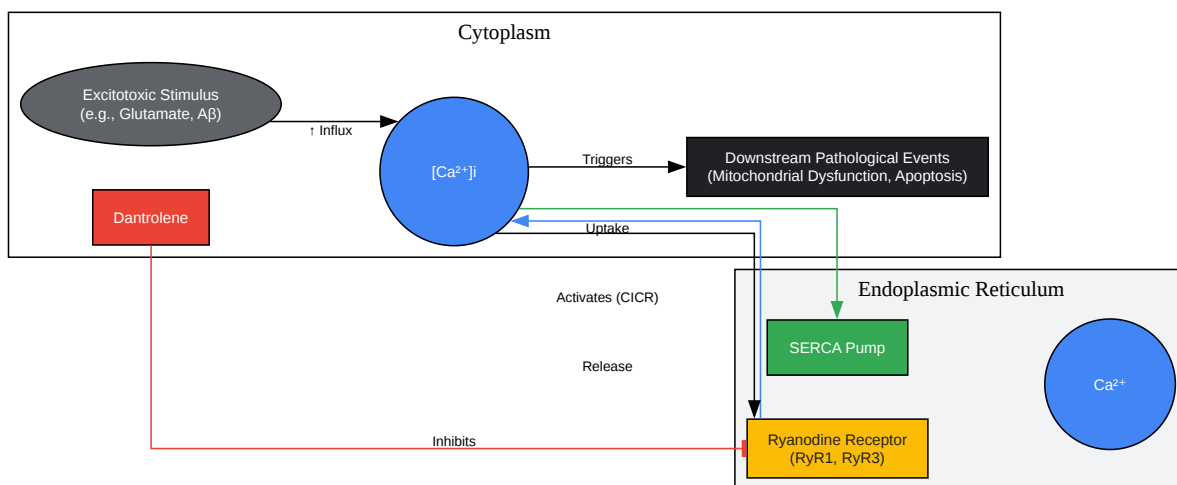 Cytoplasm
Excitotoxic Stimulus
(e.g., Glutamate, Aβ)
↑ Influx
[Ca²⁺]i
Triggers
Downstream Pathological Events
(Mitochondrial Dysfunction, Apoptosis)
Dantrolene
Uptake
Activates (CICR)
Endoplasmic Reticulum
SERCA Pump
Release
Ca²⁺
Inhibits
Ryanodine Receptor
(RyR1, RyR3)